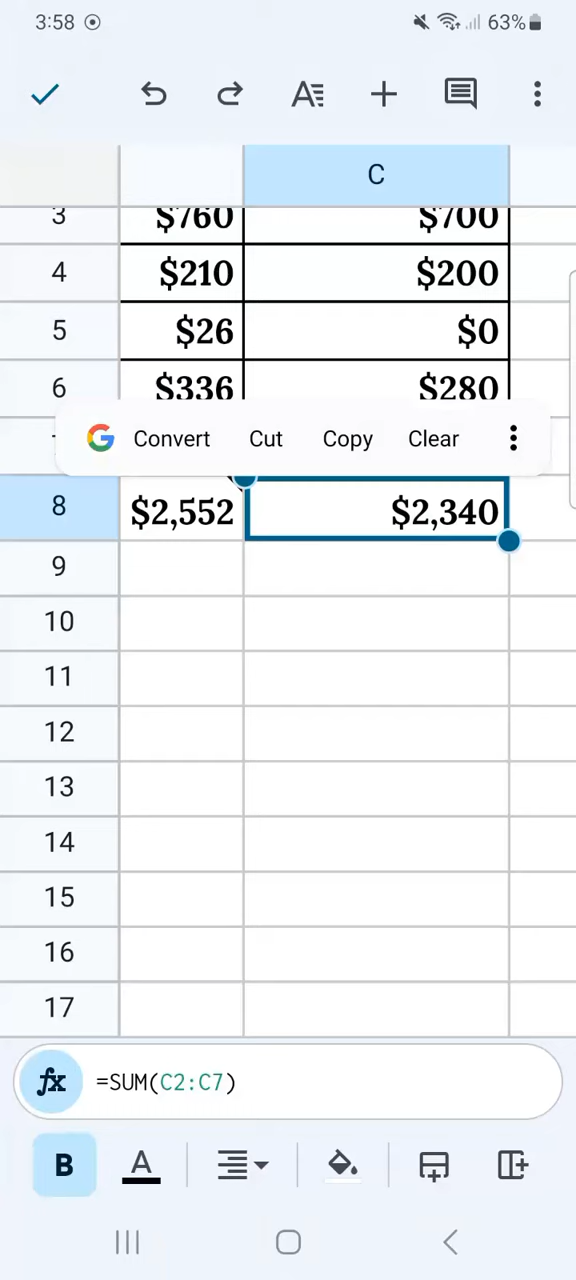 3:58 63%
A
C
3 $760 $700
4 $210 $200
5 $26 $0
6 $336 $280
G Convert Cut Copy Clear
8 $2,552 $2,340
9
10
11
12
13
14
15
16
17
fx =SUM(C2:C7)
B A